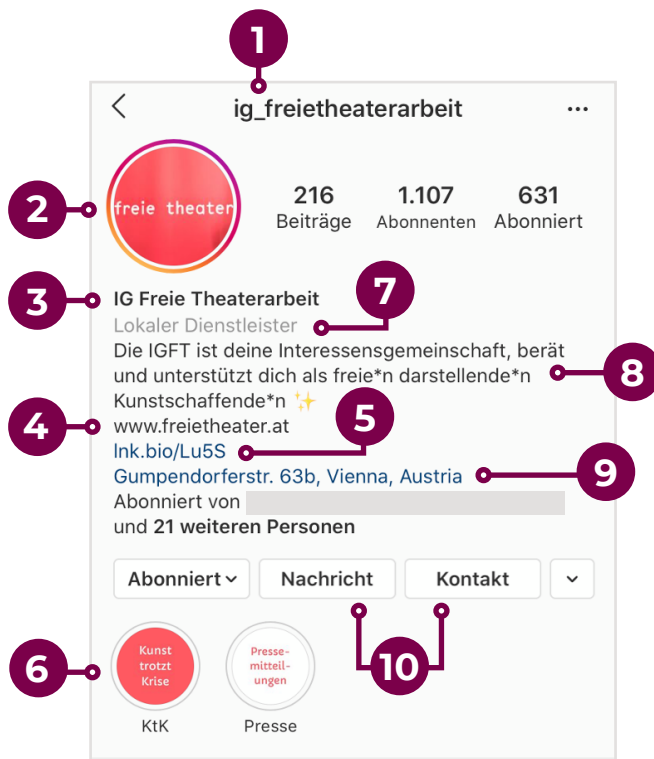 1
ig_freietheaterarbeit
...
2
freie theater
216 1.107 631
Beiträge Abonnenten Abonniert
3
IG Freie Theaterarbeit
7
Lokaler Dienstleister
Die IGFT ist deine Interessensgemeinschaft, berät
und unterstützt dich als freie*n darstellende*n
8
Kunstschaffende*n ✨
4
www.freietheater.at
5
lnk.bio/Lu5S
Gumpendorferstr. 63b, Vienna, Austria
9
Abonniert von
und 21 weiteren Personen
Abonniert Nachricht Kontakt
6
Kunst
trotzt
Krise
Presse-
mitteil-
ungen
10
KtK Presse